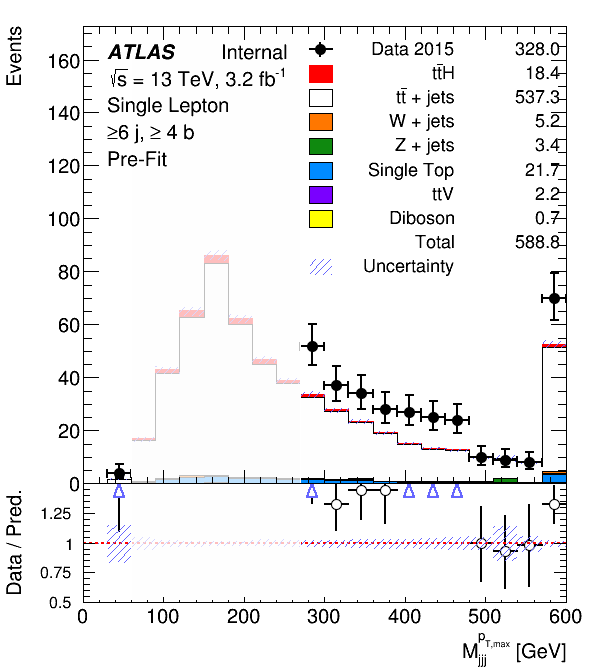 Events
160
140
120
100
80
60
40
20
0
ATLAS Internal
√s = 13 TeV, 3.2 fb⁻¹
Single Lepton
≥6 j, ≥ 4 b
Pre-Fit
Data 2015 328.0
tt̄H 18.4
tt̄ + jets 537.3
W + jets 5.2
Z + jets 3.4
Single Top 21.7
ttV 2.2
Diboson 0.7
Total 588.8
Uncertainty
Data / Pred.
1.25
1
0.75
0.5
0 100 200 300 400 500 600
M_jjj^p_T,max [GeV]